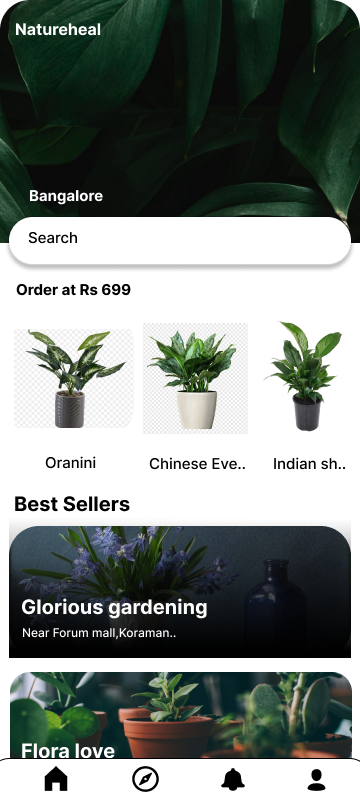 Natureheal
Bangalore
Search
Order at Rs 699
Oranini
Chinese Eve..
Indian sh..
Best Sellers
Glorious gardening
Near Forum mall,Koraman..
Flora love